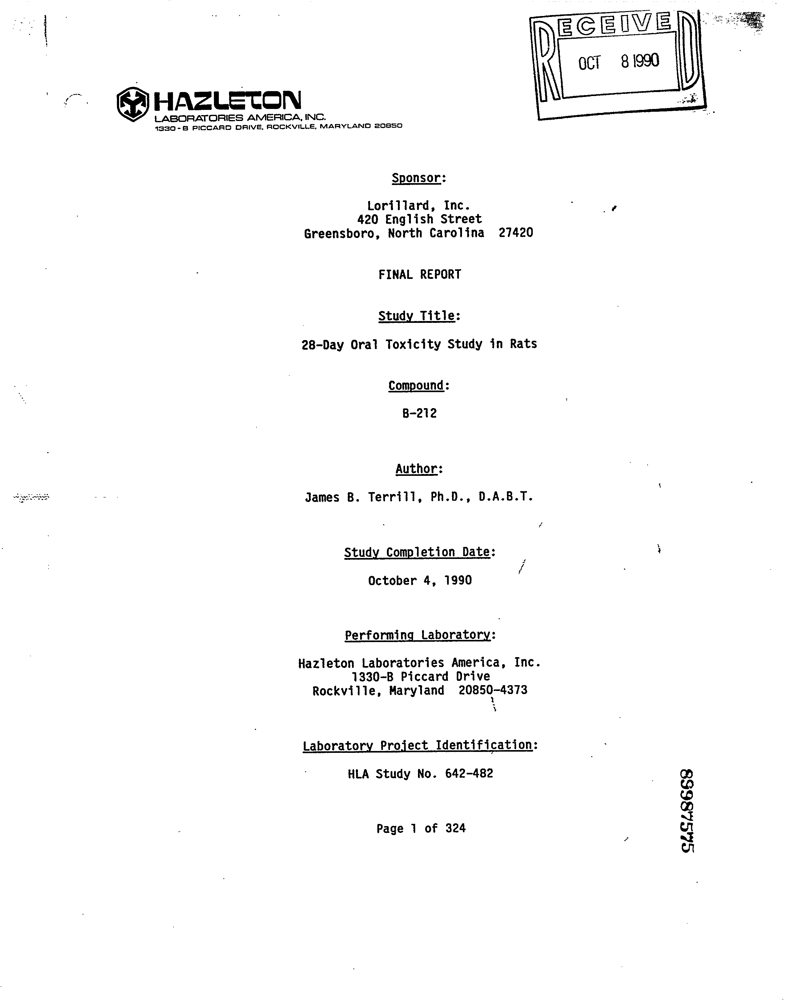 RECEIVED
OCT 8 1990
HAZLETON
LABORATORIES AMERICA, INC.
1330-B PICCARD DRIVE, ROCKVILLE, MARYLAND 20850
Sponsor:
Lorillard, Inc.
420 English Street
Greensboro, North Carolina 27420
FINAL REPORT
Study Title:
28-Day Oral Toxicity Study in Rats
Compound:
B-212
Author:
James B. Terrill, Ph.D., D.A.B.T.
Study Completion Date:
October 4, 1990
Performing Laboratory:
Hazleton Laboratories America, Inc.
1330-B Piccard Drive
Rockville, Maryland 20850-4373
Laboratory Project Identification:
HLA Study No. 642-482
Page 1 of 324
89987575